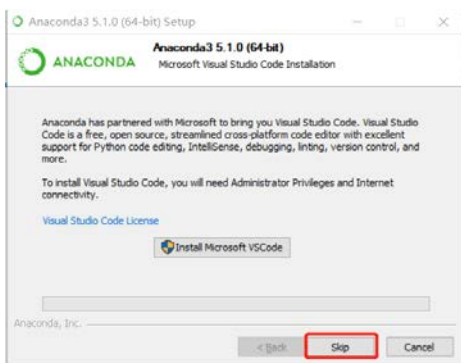 Anaconda3 5.1.0 (64-bit) Setup
ANACONDA
Anaconda3 5.1.0 (64-bit)
Microsoft Visual Studio Code Installation
Anaconda has partnered with Microsoft to bring you Visual Studio Code. Visual Studio
Code is a free, open source, streamlined cross-platform code editor with excellent
support for Python code editing, IntelliSense, debugging, linting, version control, and
more.
To install Visual Studio Code, you will need Administrator Privileges and Internet
connectivity.
Visual Studio Code License
Install Microsoft VSCode
Anaconda, Inc.
< Back
Skip
Cancel